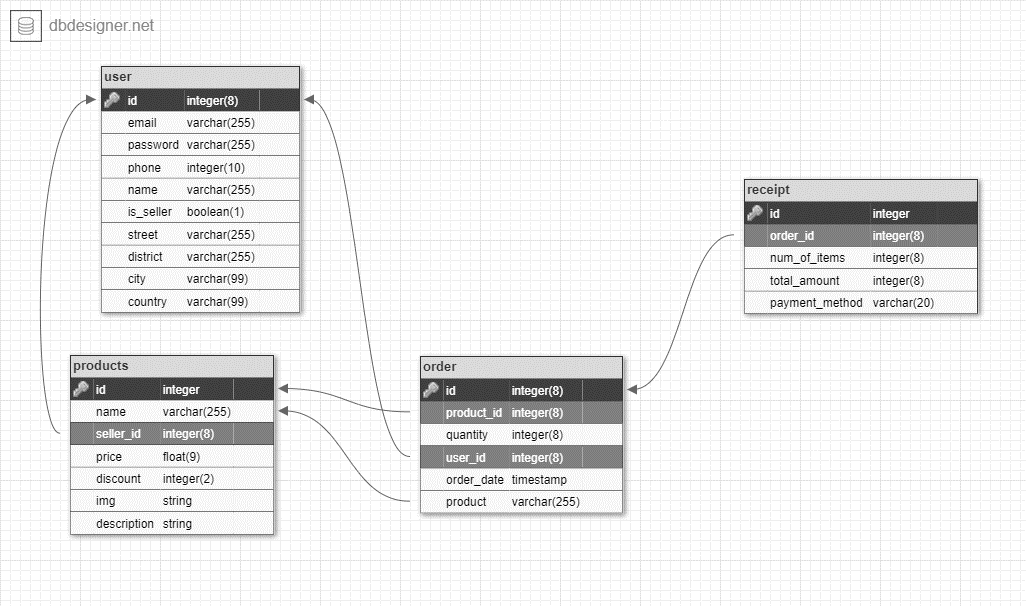 dbdesigner.net
user
id integer(8)
email varchar(255)
password varchar(255)
phone integer(10)
name varchar(255)
is_seller boolean(1)
street varchar(255)
district varchar(255)
city varchar(99)
country varchar(99)
receipt
id integer
order_id integer(8)
num_of_items integer(8)
total_amount integer(8)
payment_method varchar(20)
products
id integer
name varchar(255)
seller_id integer(8)
price float(9)
discount integer(2)
img string
description string
order
id integer(8)
product_id integer(8)
quantity integer(8)
user_id integer(8)
order_date timestamp
product varchar(255)